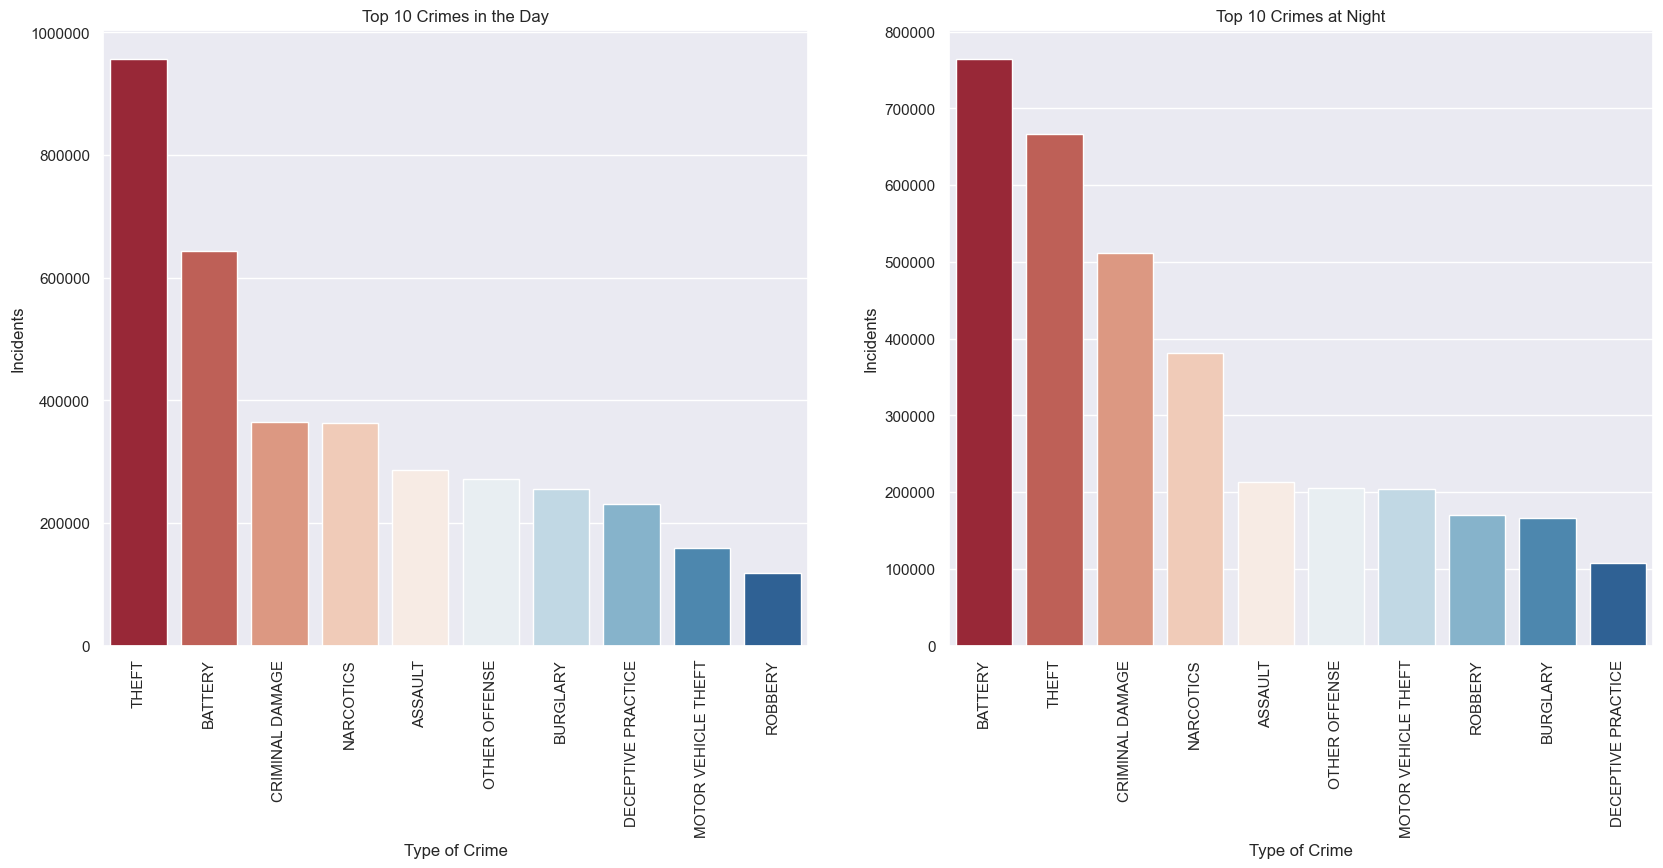 Top 10 Crimes in the Day
1000000
800000
600000
400000
200000
0
Incidents
THEFT
BATTERY
CRIMINAL DAMAGE
NARCOTICS
ASSAULT
OTHER OFFENSE
BURGLARY
DECEPTIVE PRACTICE
MOTOR VEHICLE THEFT
ROBBERY
Type of Crime
Top 10 Crimes at Night
800000
700000
600000
500000
400000
300000
200000
100000
0
Incidents
BATTERY
THEFT
CRIMINAL DAMAGE
NARCOTICS
ASSAULT
OTHER OFFENSE
MOTOR VEHICLE THEFT
ROBBERY
BURGLARY
DECEPTIVE PRACTICE
Type of Crime